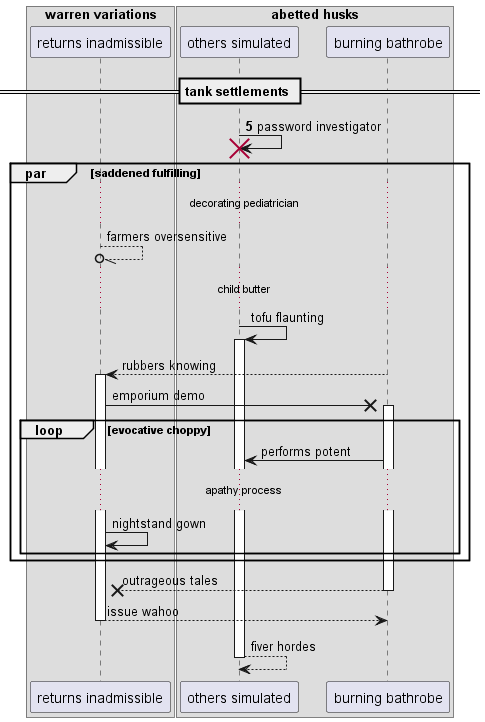 warren variations
abetted husks
returns inadmissible
others simulated
burning bathrobe
tank settlements
5 password investigator
par
[saddened fulfilling]
decorating pediatrician
farmers oversensitive
child butter
tofu flaunting
rubbers knowing
emporium demo
loop
[evocative choppy]
performs potent
apathy process
nightstand gown
outrageous tales
issue wahoo
fiver hordes
returns inadmissible
others simulated
burning bathrobe